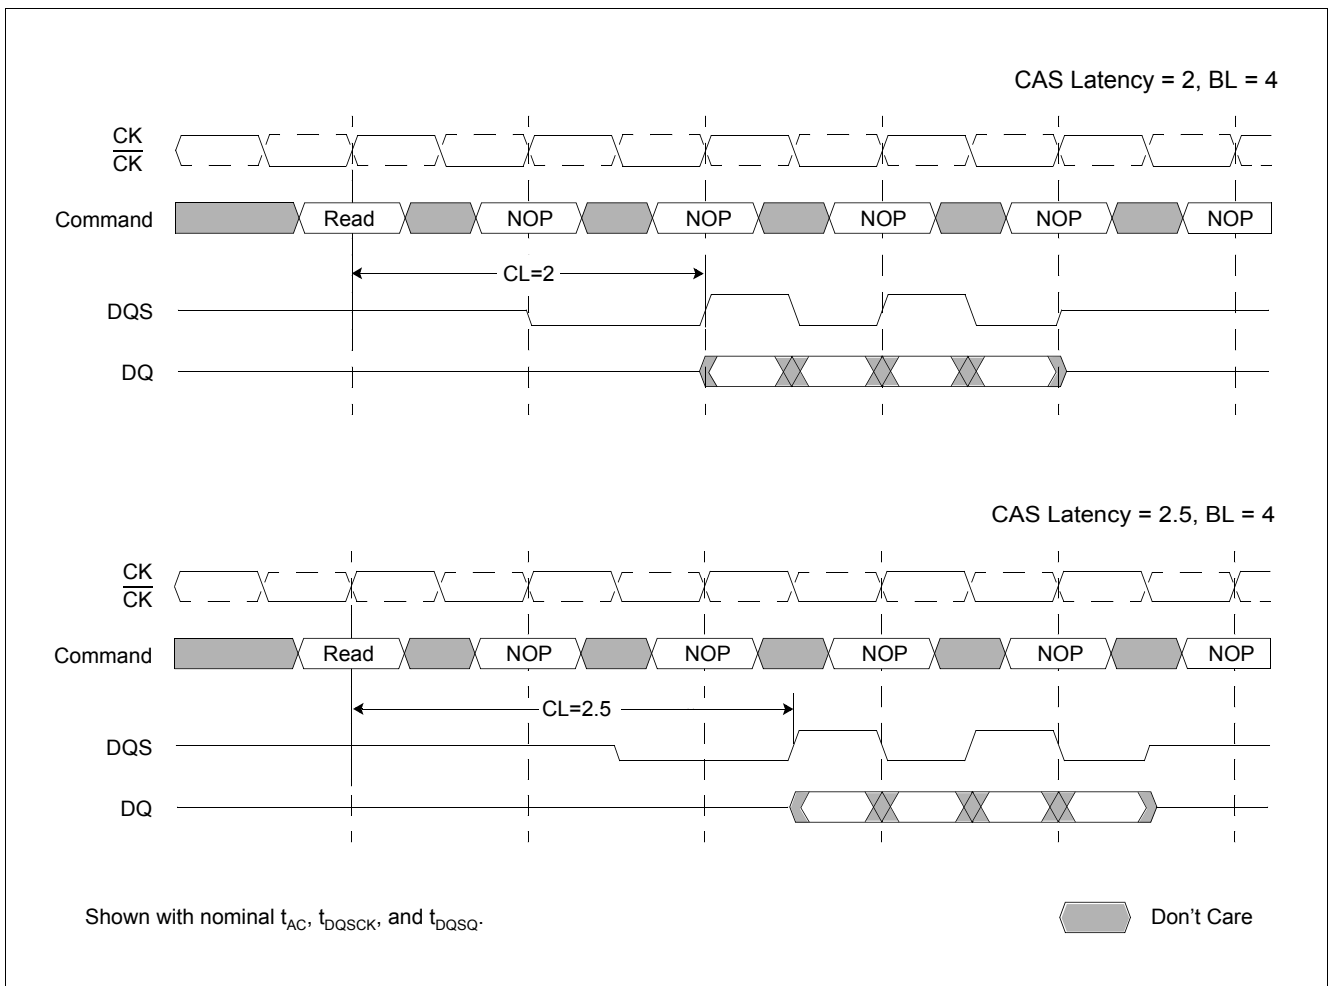 CAS Latency = 2, BL = 4
CK
CK
Command Read NOP NOP NOP NOP NOP
CL=2
DQS
DQ
CAS Latency = 2.5, BL = 4
CK
CK
Command Read NOP NOP NOP NOP NOP
CL=2.5
DQS
DQ
Shown with nominal tAC, tDQSCK, and tDQSQ.
Don't Care